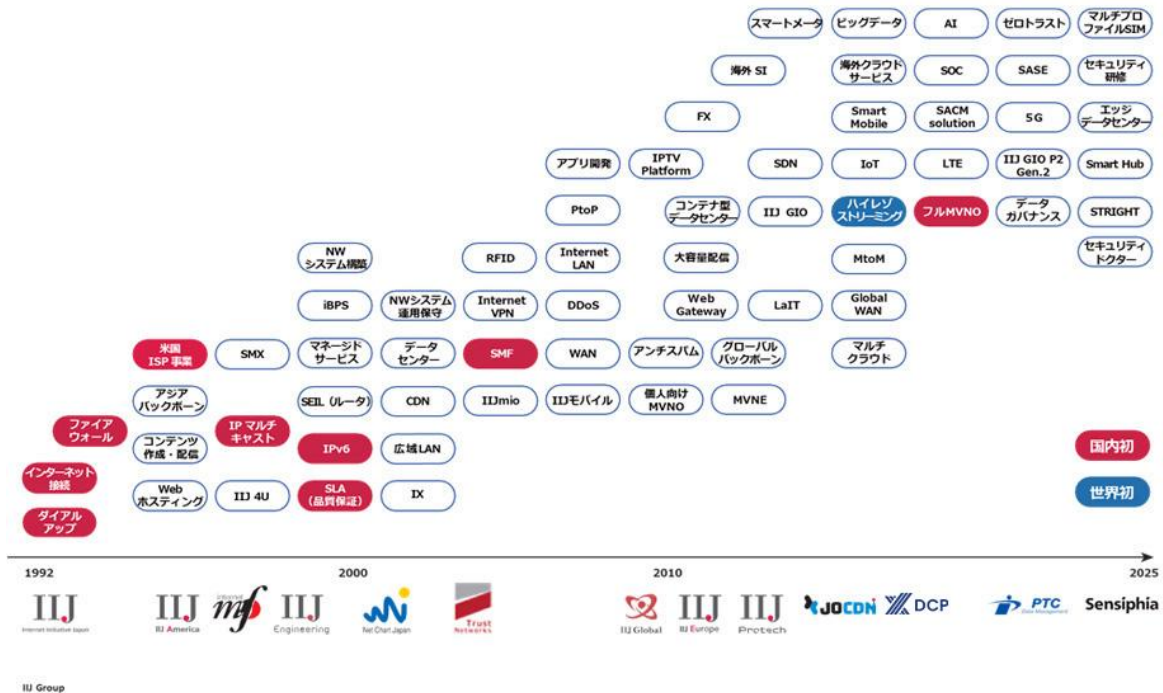 スマートメータ
ビッグデータ
AI
ゼロトラスト
マルチプロ
ファイルSIM
海外 SI
海外クラウド
サービス
SOC
SASE
セキュリティ
研修
FX
Smart
Mobile
SACM
solution
5G
エッジ
データセンター
アプリ開発
IPTV
Platform
SDN
IoT
LTE
IIJ GIO P2
Gen.2
Smart Hub
PtoP
コンテナ型
データセンター
IIJ GIO
ハイレゾ
ストリーミング
フルMVNO
データ
ガバナンス
STRIGHT
NW
システム構築
RFID
Internet
LAN
大容量配信
MtoM
セキュリティ
ドクター
iBPS
NWシステム
運用保守
Internet
VPN
DDoS
Web
Gateway
LaIT
Global
WAN
米国
ISP 事業
SMX
マネージド
サービス
データ
センター
SMF
WAN
アンチスパム
グローバル
バックボーン
マルチ
クラウド
アジア
バックボーン
SEIL (ルータ)
CDN
IIJmio
IIJモバイル
個人向け
MVNO
MVNE
ファイア
ウォール
IP マルチ
キャスト
コンテンツ
作成・配信
IPv6
広域LAN
国内初
インターネット
接続
Web
ホスティング
IIJ 4U
SLA
(品質保証)
IX
世界初
ダイアル
アップ
1992
2000
2010
2025
IIJ
Internet Initiative Japan
IIJ
IIJ America
internet
mf
IIJ
Engineering
Net Chart Japan
Trust
Networks
IIJ Global
IIJ
IIJ Europe
IIJ
Protech
JOCDN
DCP
PTC
Data Management
Sensiphia
IIJ Group